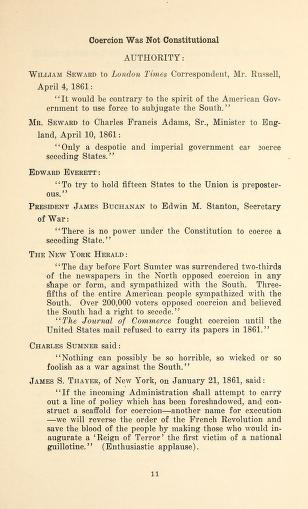 Coercion Was Not Constitutional
AUTHORITY:
WILLIAM SEWARD to London Times Correspondent, Mr. Russell,
April 4, 1861:
"It would be contrary to the spirit of the American Gov-
ernment to use force to subjugate the South."
MR. SEWARD to Charles Francis Adams, Sr., Minister to Eng-
land, April 10, 1861:
"Only a despotic and imperial government can coerce
seceding States."
EDWARD EVERETT:
"To try to hold fifteen States to the Union is preposter-
ous."
PRESIDENT JAMES BUCHANAN to Edwin M. Stanton, Secretary
of War:
"There is no power under the Constitution to coerce a
seceding State."
THE NEW YORK HERALD:
"The day before Fort Sumter was surrendered two-thirds
of the newspapers in the North opposed coercion in any
shape or form, and sympathized with the South. Three-
fifths of the entire American people sympathized with the
South. Over 200,000 voters opposed coercion and believed
the South had a right to secede."
"The Journal of Commerce fought coercion until the
United States mail refused to carry its papers in 1861."
CHARLES SUMNER said:
"Nothing can possibly be so horrible, so wicked or so
foolish as a war against the South."
JAMES S. THAYER, of New York, on January 21, 1861, said:
"If the incoming Administration shall attempt to carry
out a line of policy which has been foreshadowed, and con-
struct a scaffold for coercion—another name for execution
—we will reverse the order of the French Revolution and
save the blood of the people by making those who would in-
augurate a 'Reign of Terror' the first victim of a national
guillotine." (Enthusiastic applause).
11